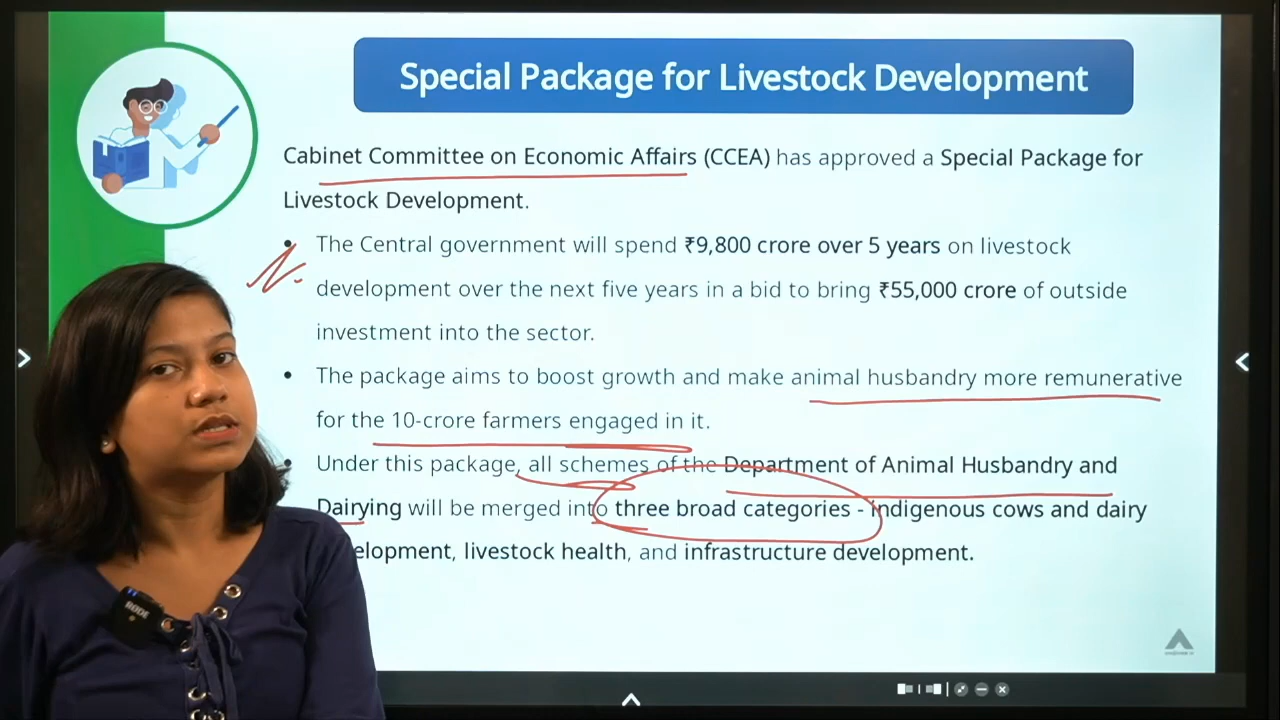 Special Package for Livestock Development
Cabinet Committee on Economic Affairs (CCEA) has approved a Special Package for
Livestock Development.
• The Central government will spend ₹9,800 crore over 5 years on livestock
development over the next five years in a bid to bring ₹55,000 crore of outside
investment into the sector.
• The package aims to boost growth and make animal husbandry more remunerative
for the 10-crore farmers engaged in it.
• Under this package, all schemes of the Department of Animal Husbandry and
Dairying will be merged into three broad categories - indigenous cows and dairy
elopment, livestock health, and infrastructure development.
RØDE